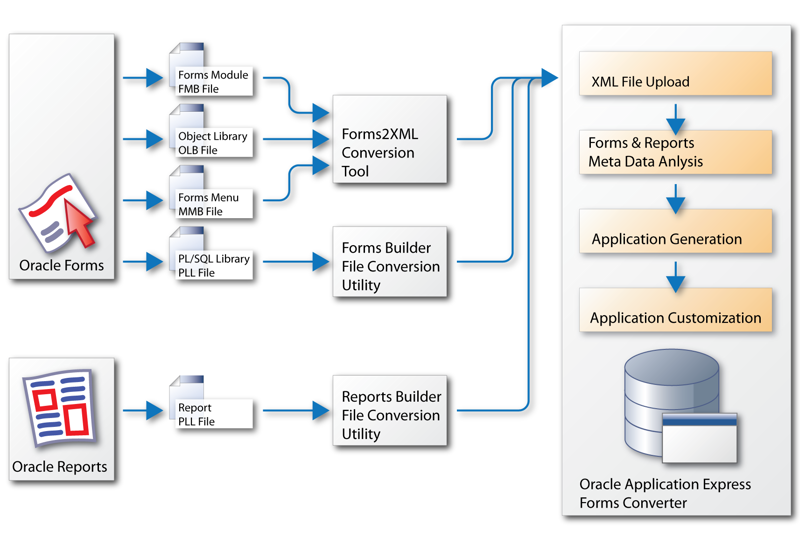 Oracle Forms
Forms Module
FMB File
Object Library
OLB File
Forms Menu
MMB File
PL/SQL Library
PLL File
Forms2XML
Conversion
Tool
Forms Builder
File Conversion
Utility
Oracle Reports
Report
PLL File
Reports Builder
File Conversion
Utility
XML File Upload
Forms & Reports
Meta Data Anlysis
Application Generation
Application Customization
Oracle Application Express
Forms Converter